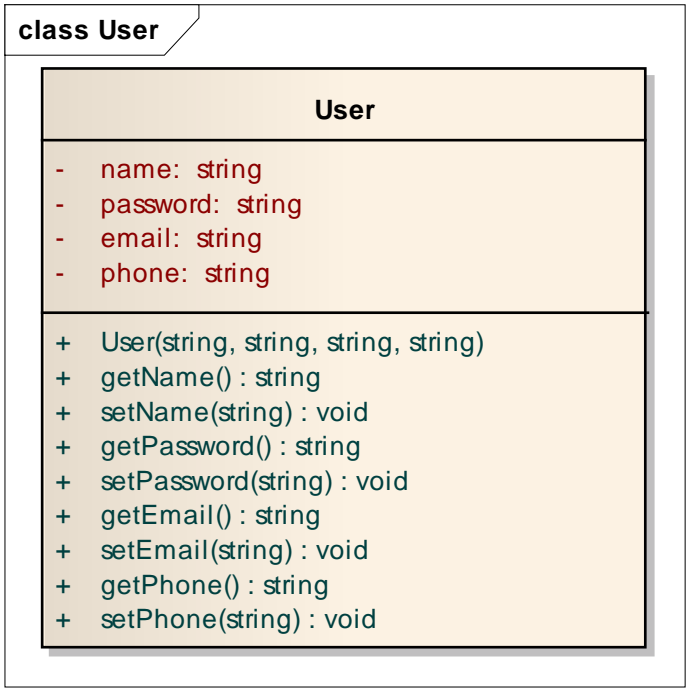 class User
User
- name: string
- password: string
- email: string
- phone: string
+ User(string, string, string, string)
+ getName() : string
+ setName(string) : void
+ getPassword() : string
+ setPassword(string) : void
+ getEmail() : string
+ setEmail(string) : void
+ getPhone() : string
+ setPhone(string) : void